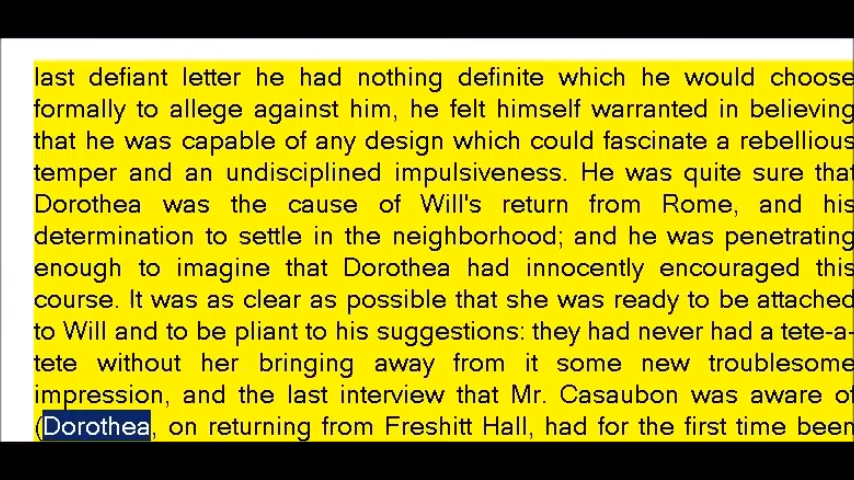 last defiant letter he had nothing definite which he would choose
formally to allege against him, he felt himself warranted in believing
that he was capable of any design which could fascinate a rebellious
temper and an undisciplined impulsiveness. He was quite sure that
Dorothea was the cause of Will's return from Rome, and his
determination to settle in the neighborhood; and he was penetrating
enough to imagine that Dorothea had innocently encouraged this
course. It was as clear as possible that she was ready to be attached
to Will and to be pliant to his suggestions: they had never had a tete-a-
tete without her bringing away from it some new troublesome
impression, and the last interview that Mr. Casaubon was aware of
(Dorothea, on returning from Freshitt Hall, had for the first time been